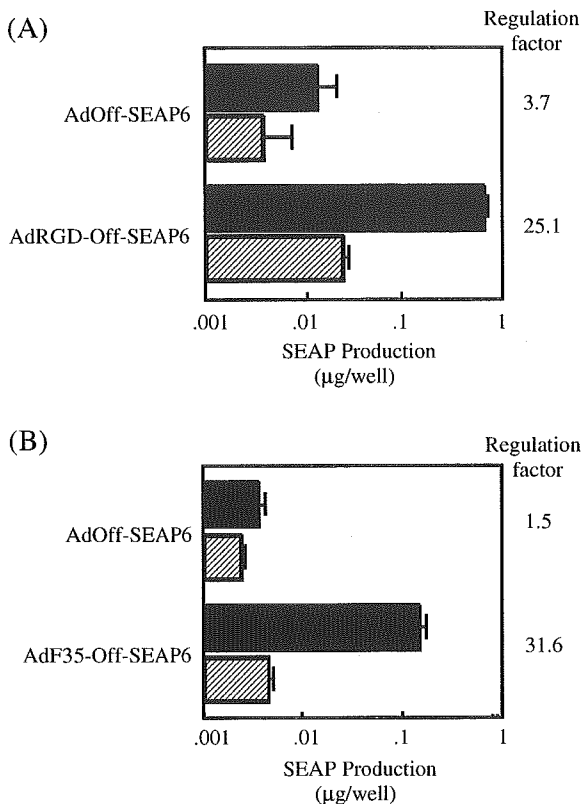 (A)
Regulation
factor
AdOff-SEAP6
3.7
AdRGD-Off-SEAP6
25.1
.001 .01 .1 1
SEAP Production
(μg/well)
(B)
Regulation
factor
AdOff-SEAP6
1.5
AdF35-Off-SEAP6
31.6
.001 .01 .1 1
SEAP Production
(μg/well)